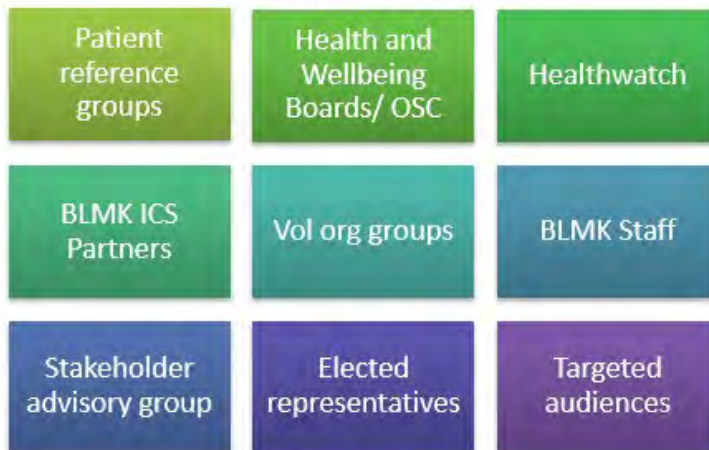 Patient
reference
groups
Health and
Wellbeing
Boards/ OSC
Healthwatch
BLMK ICS
Partners
Vol org groups
BLMK Staff
Stakeholder
advisory group
Elected
representatives
Targeted
audiences